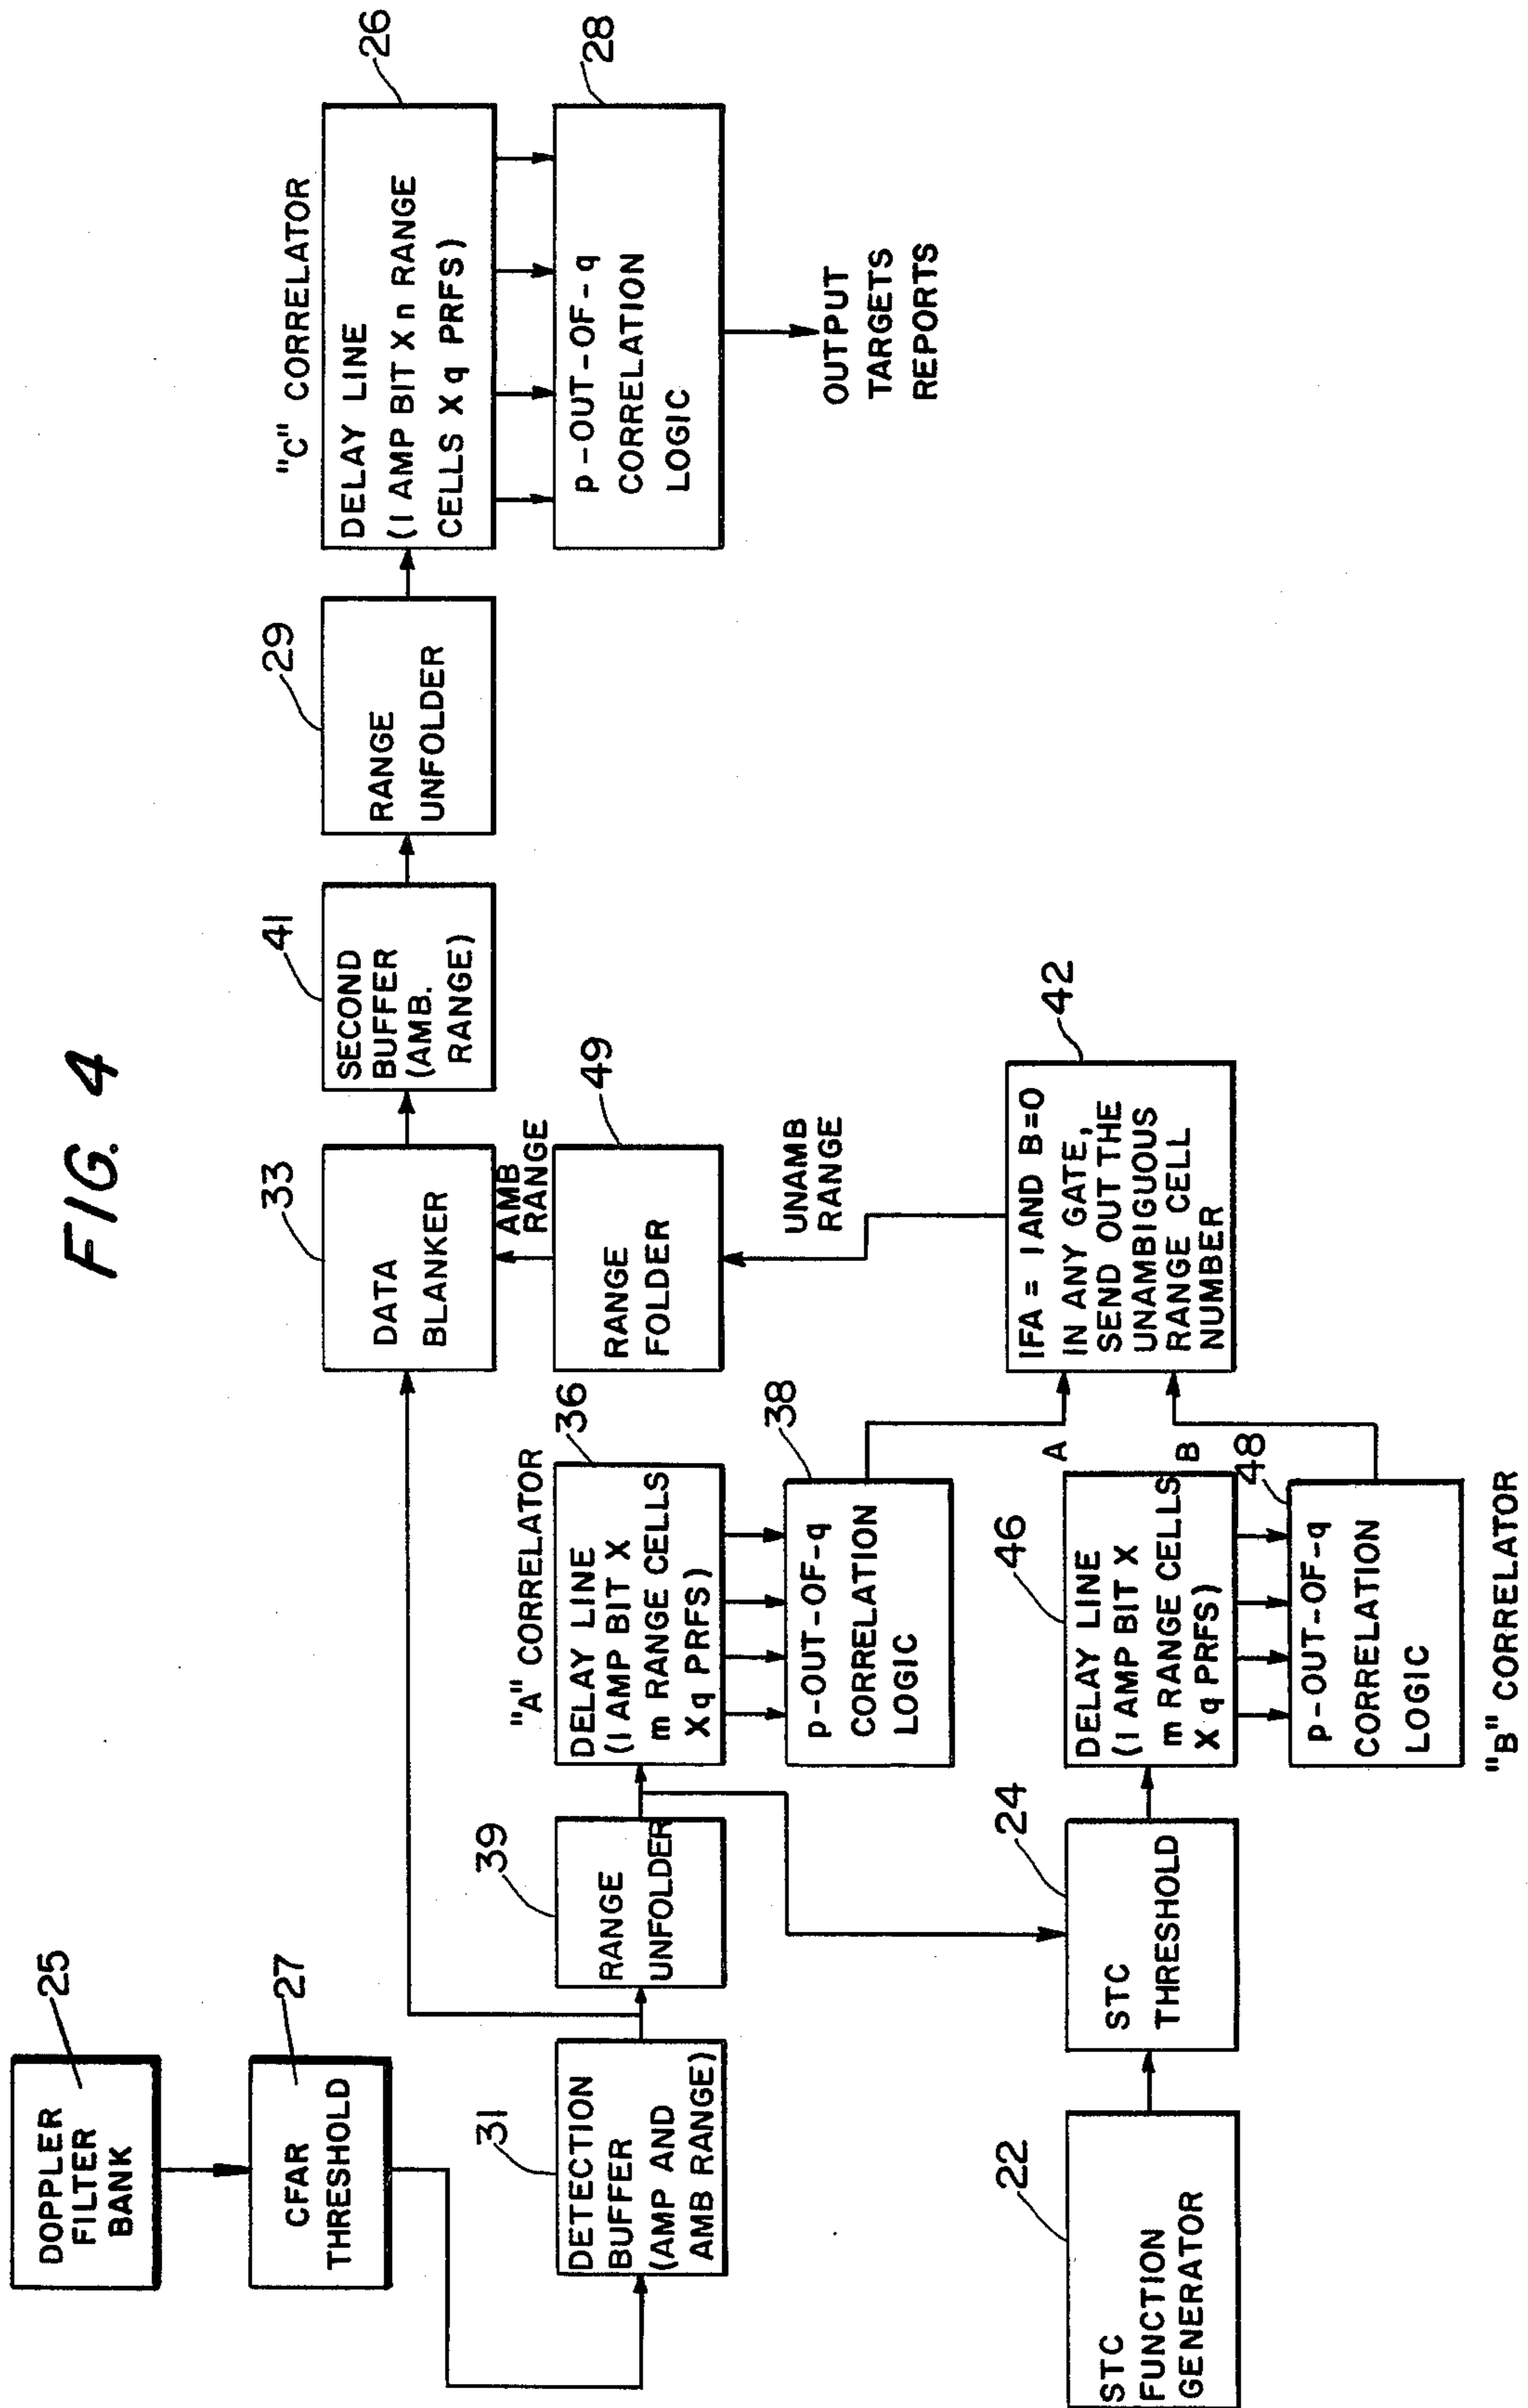 FIG. 4
25
DOPPLER
FILTER
BANK
27
CFAR
THRESHOLD
31
DETECTION
BUFFER
(AMP AND
AMB RANGE)
39
RANGE
UNFOLDER
"A" CORRELATOR
36
DELAY LINE
(1 AMP BIT X
m RANGE CELLS
X q PRFS)
38
p-OUT-OF-q
CORRELATION
LOGIC
A
22
STC
FUNCTION
GENERATOR
24
STC
THRESHOLD
46
DELAY LINE
(1 AMP BIT X
m RANGE CELLS
X q PRFS)
B
48
p-OUT-OF-q
CORRELATION
LOGIC
"B" CORRELATOR
42
IF A = 1 AND B=0
IN ANY GATE,
SEND OUT THE
UNAMBIGUOUS
RANGE CELL
NUMBER
UNAMB
RANGE
49
RANGE
FOLDER
AMB
RANGE
33
DATA
BLANKER
41
SECOND
BUFFER
(AMB.
RANGE)
29
RANGE
UNFOLDER
"C" CORRELATOR
26
DELAY LINE
(1 AMP BIT X n RANGE
CELLS X q PRFS)
28
p-OUT-OF-q
CORRELATION
LOGIC
OUTPUT
TARGETS
REPORTS